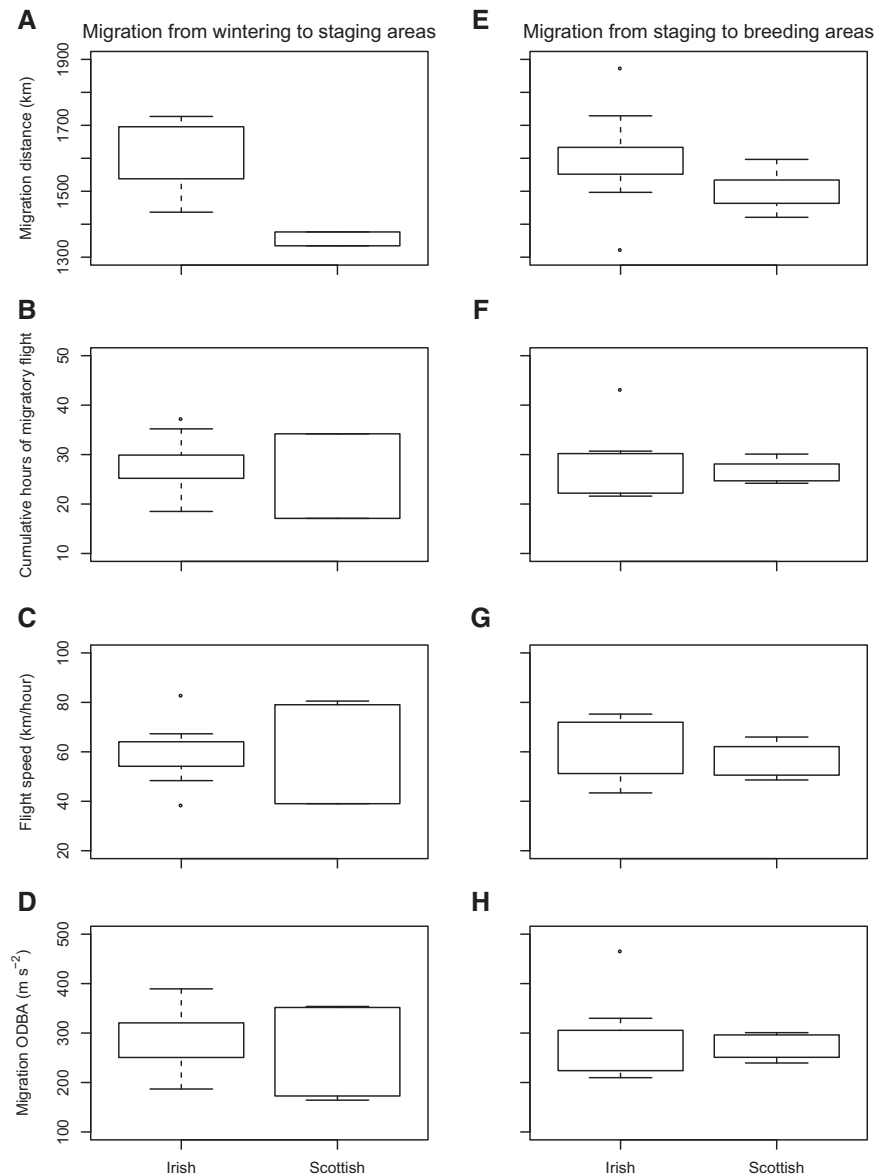 A
Migration from wintering to staging areas
E
Migration from staging to breeding areas
Migration distance (km)
1900
1700
1500
1300
B
F
Cumulative hours of migratory flight
50
40
30
20
10
C
G
Flight speed (km/hour)
100
80
60
40
20
D
H
Migration ODBA (m s−2)
500
400
300
200
100
Irish
Scottish
Irish
Scottish